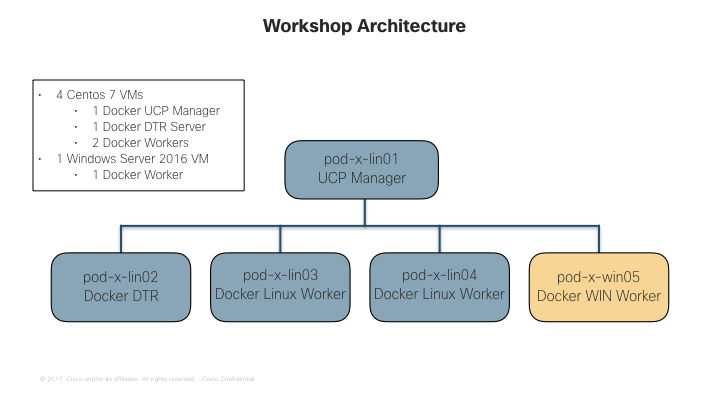 Workshop Architecture
• 4 Centos 7 VMs
• 1 Docker UCP Manager
• 1 Docker DTR Server
• 2 Docker Workers
• 1 Windows Server 2016 VM
• 1 Docker Worker
pod-x-lin01
UCP Manager
pod-x-lin02
Docker DTR
pod-x-lin03
Docker Linux Worker
pod-x-lin04
Docker Linux Worker
pod-x-win05
Docker WIN Worker
© 2017 Cisco and/or its affiliates. All rights reserved. Cisco Confidential